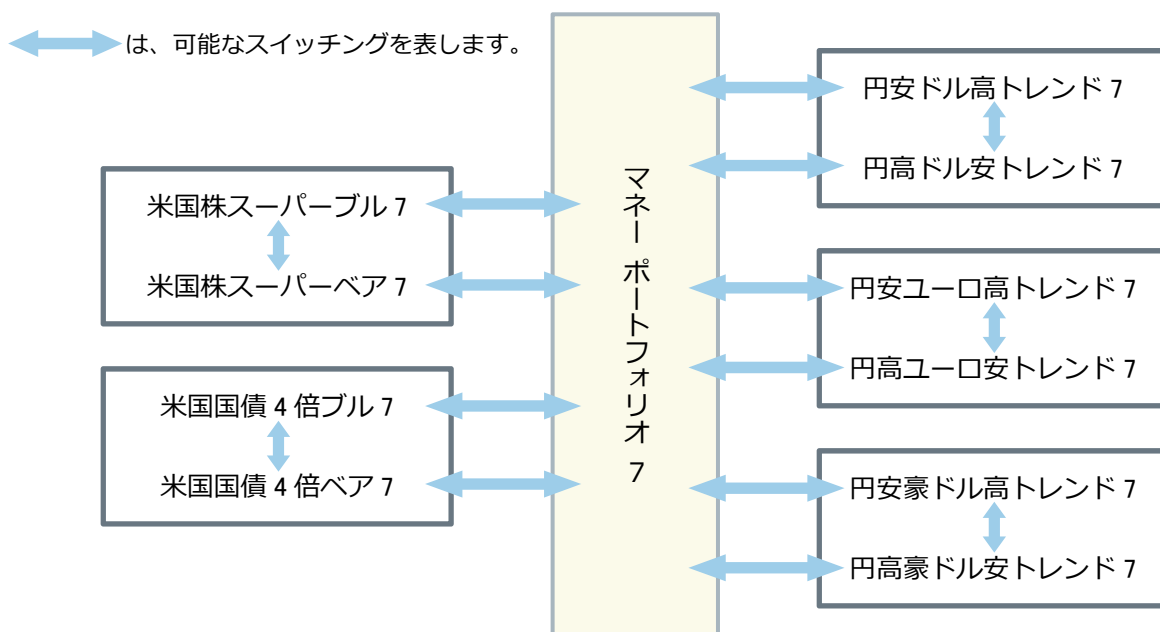 は、可能なスイッチングを表します。
米国株スーパーブル 7
米国株スーパーベア 7
米国国債 4 倍ブル 7
米国国債 4 倍ベア 7
マネー ポートフォリオ 7
円安ドル高トレンド 7
円高ドル安トレンド 7
円安ユーロ高トレンド 7
円高ユーロ安トレンド 7
円安豪ドル高トレンド 7
円高豪ドル安トレンド 7